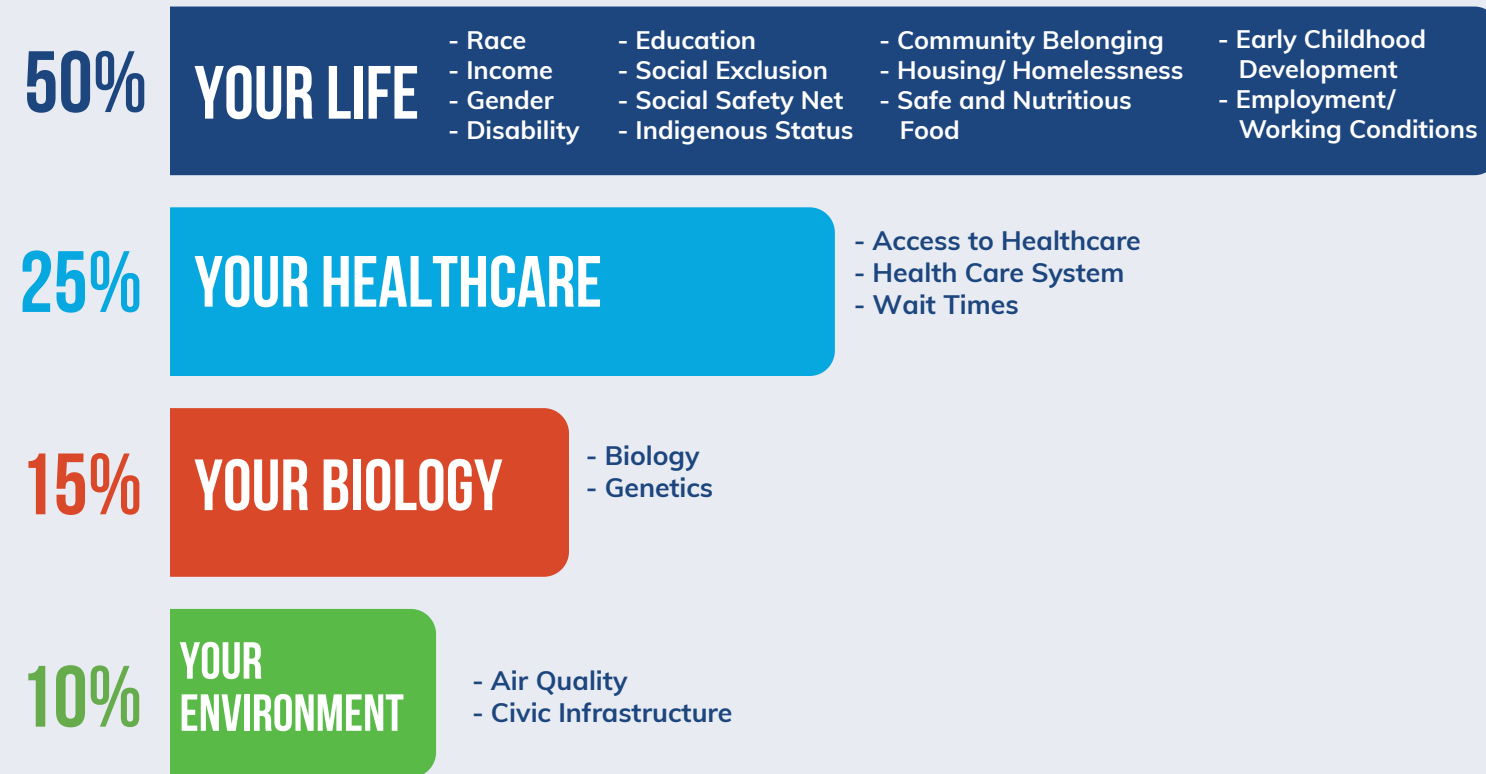 50%
YOUR LIFE
- Race
- Income
- Gender
- Disability
- Education
- Social Exclusion
- Social Safety Net
- Indigenous Status
- Community Belonging
- Housing/ Homelessness
- Safe and Nutritious
Food
- Early Childhood
Development
- Employment/
Working Conditions
25%
YOUR HEALTHCARE
- Access to Healthcare
- Health Care System
- Wait Times
15%
YOUR BIOLOGY
- Biology
- Genetics
10%
YOUR
ENVIRONMENT
- Air Quality
- Civic Infrastructure